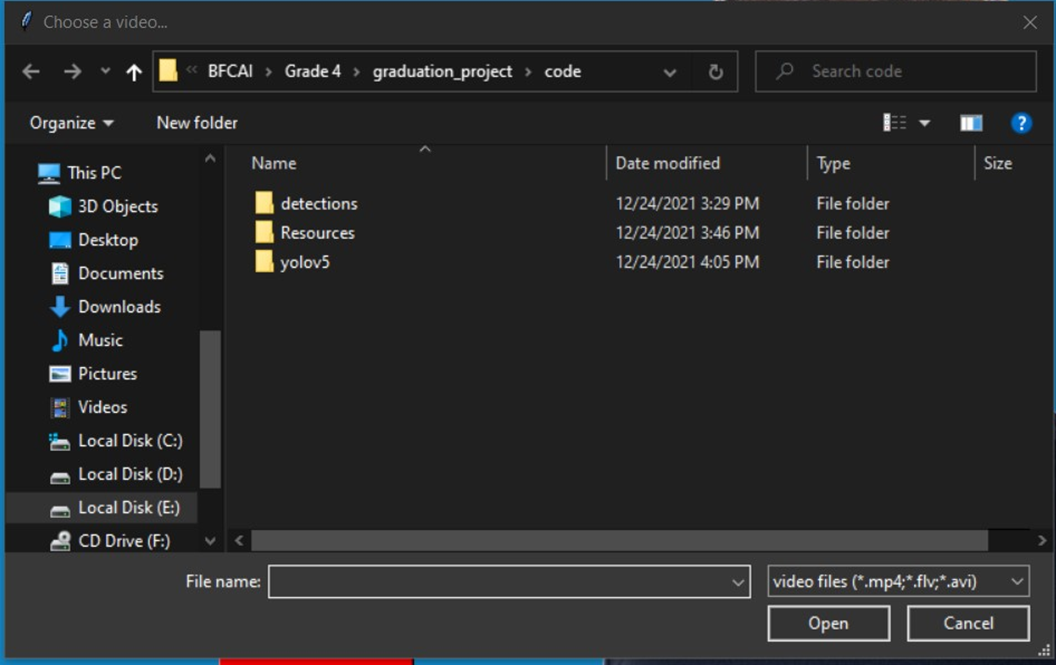 Choose a video...
« BFCAI › Grade 4 › graduation_project › code Search code
Organize New folder ?
Name Date modified Type Size
This PC
3D Objects
Desktop
Documents
Downloads
Music
Pictures
Videos
Local Disk (C:)
Local Disk (D:)
Local Disk (E:)
CD Drive (F:)
detections 12/24/2021 3:29 PM File folder
Resources 12/24/2021 3:46 PM File folder
yolov5 12/24/2021 4:05 PM File folder
File name: video files (*.mp4;*.flv;*.avi)
Open Cancel